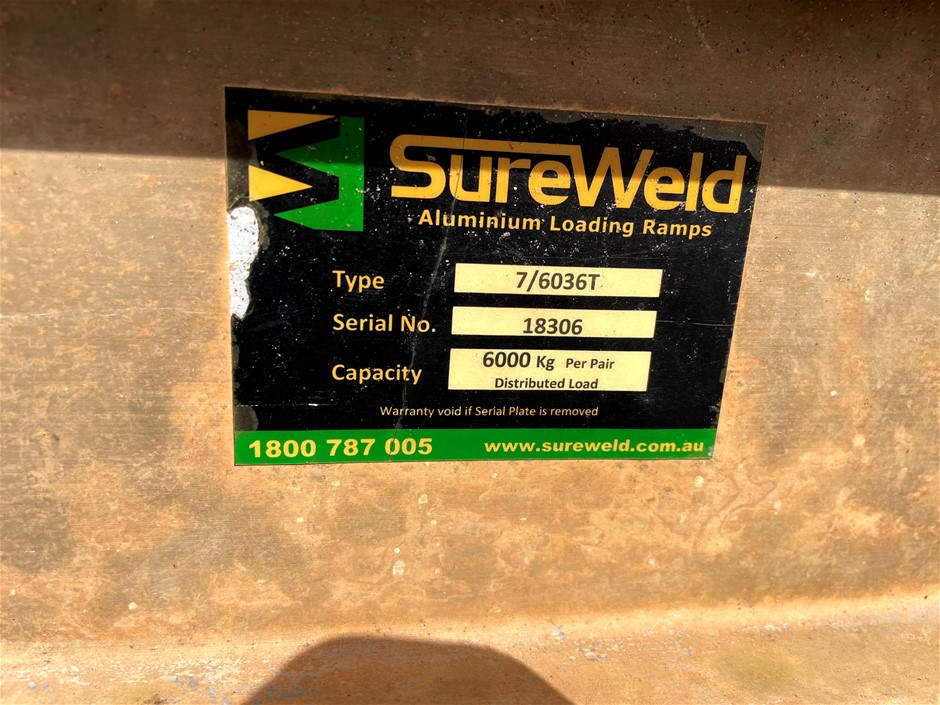 SureWeld
Aluminium Loading Ramps
Type 7/6036T
Serial No. 18306
Capacity 6000 Kg Per Pair
Distributed Load
Warranty void if Serial Plate is removed
1800 787 005 www.sureweld.com.au